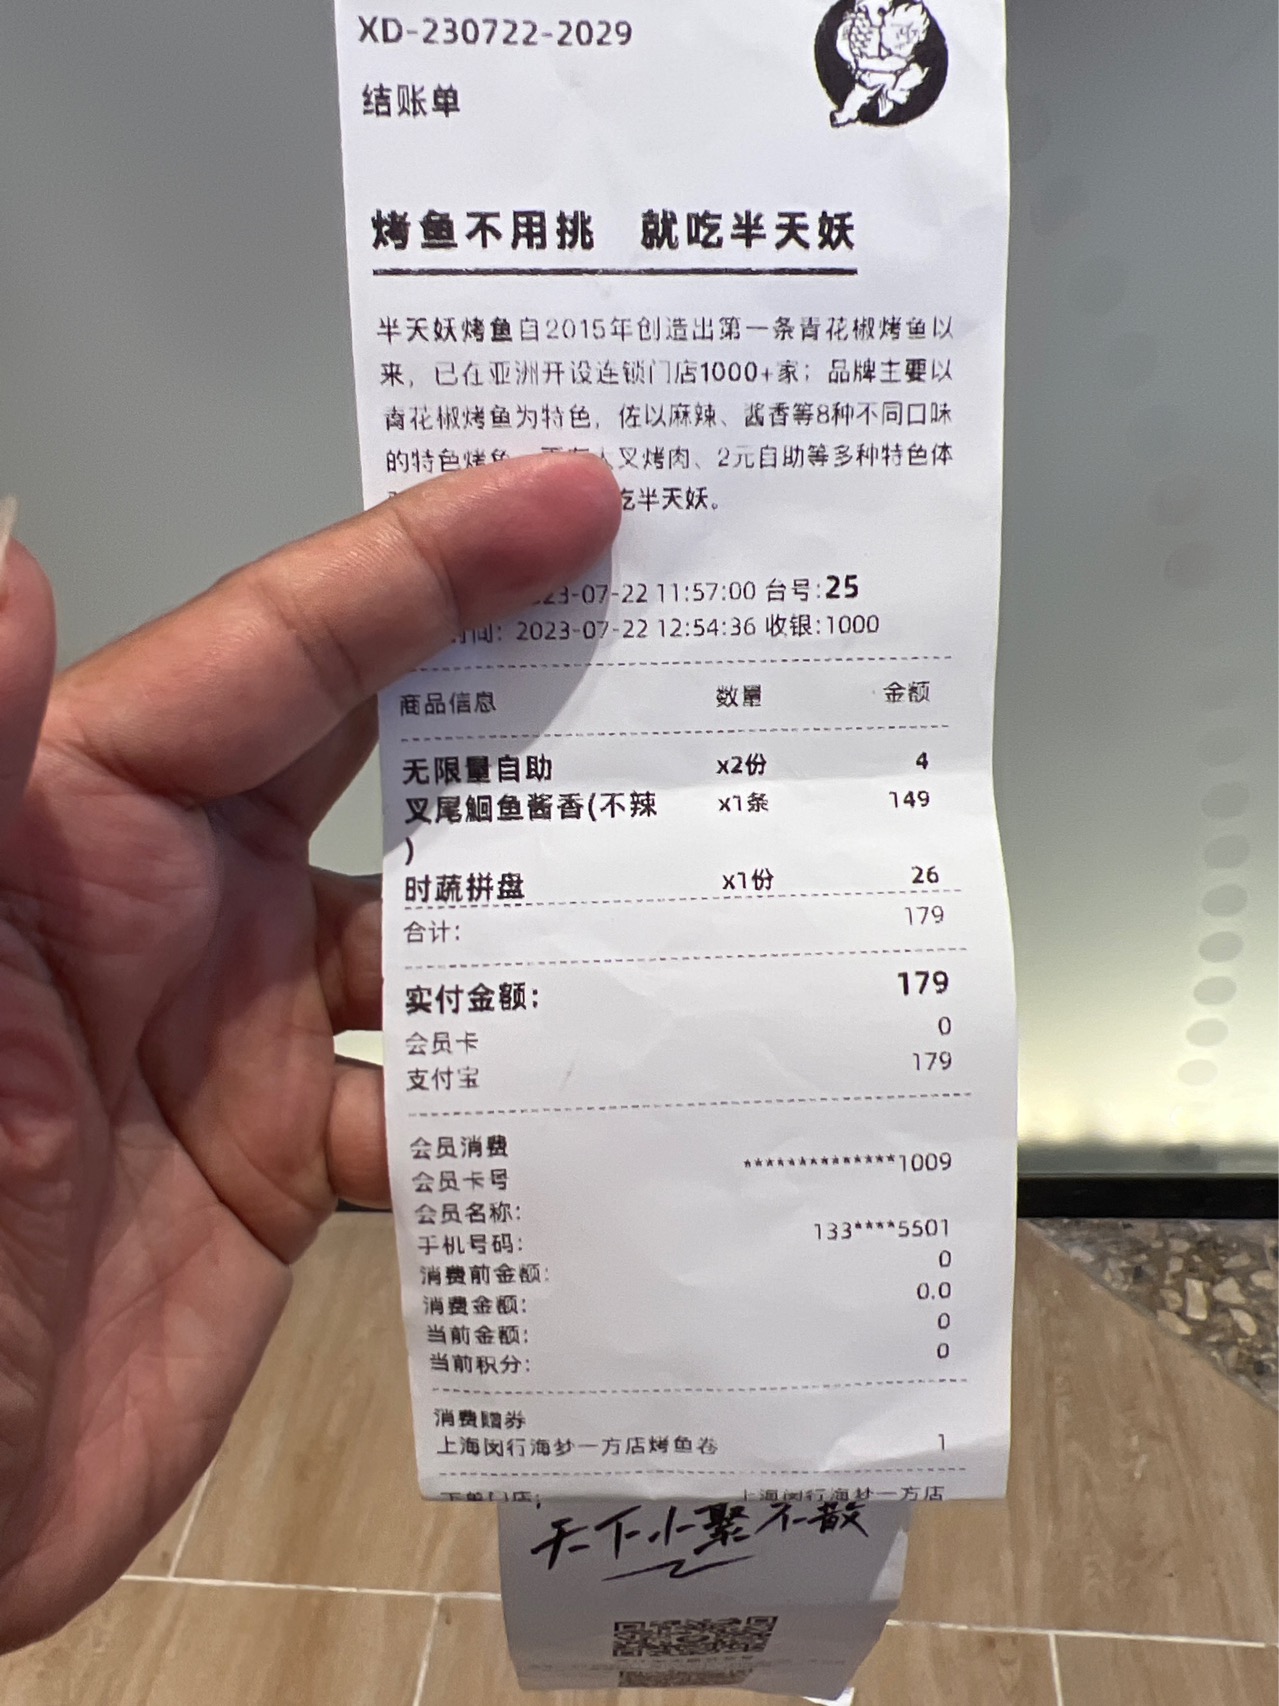 XD-230722-2029
结账单
烤鱼不用挑 就吃半天妖
半天妖烤鱼自2015年创造出第一条青花椒烤鱼以
来，已在亚洲开设连锁门店1000+家；品牌主要以
青花椒烤鱼为特色，佐以麻辣、酱香等8种不同口味
的特色烤鱼 叉烤肉、2元自助等多种特色体
吃半天妖。
23-07-22 11:57:00 台号:25
时间：2023-07-22 12:54:36 收银:1000
商品信息 数量 金额
无限量自助 x2份 4
叉尾鮰鱼酱香(不辣 x1条 149
)
时蔬拼盘 x1份 26
合计: 179
实付金额: 179
会员卡 0
支付宝 179
会员消费
会员卡号 **************1009
会员名称:
手机号码: 133****5501
消费前金额: 0
消费金额: 0.0
当前金额: 0
当前积分: 0
消费赠券
上海闵行海梦一方店烤鱼卷 1
下单门店: 上海闵行海梦一方店
天下小聚不散